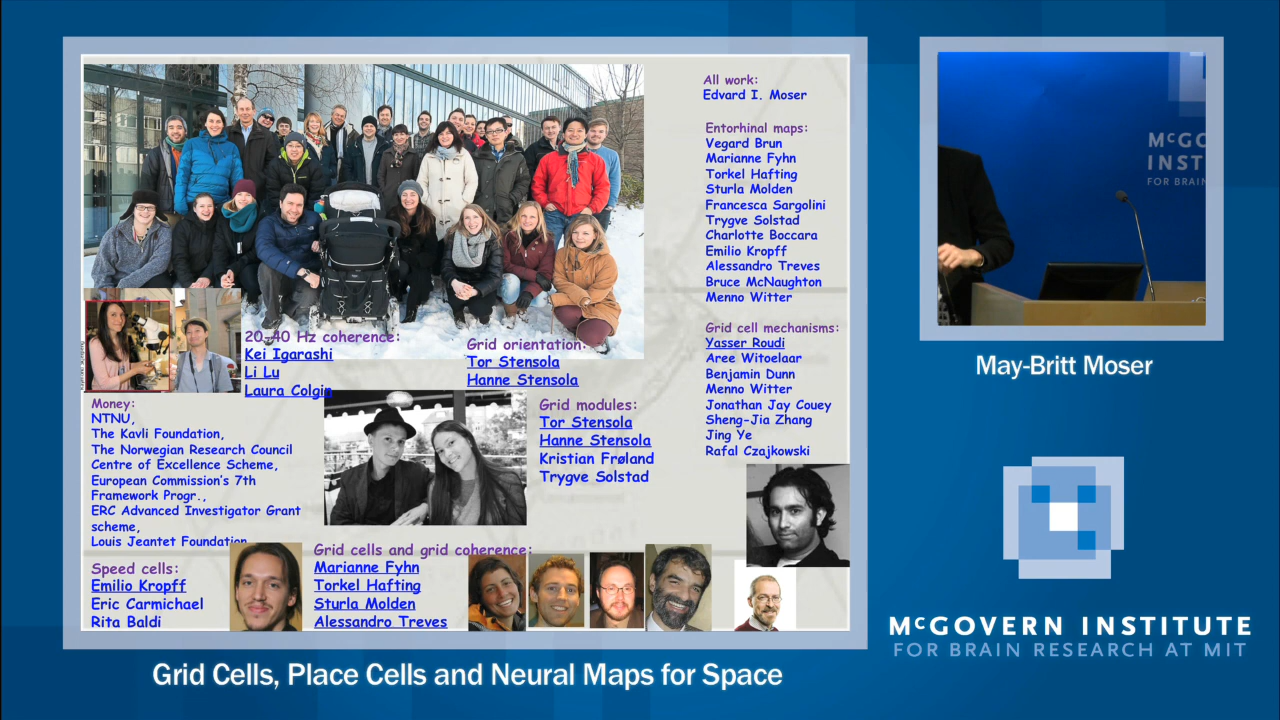 All work:
Edvard I. Moser
Entorhinal maps:
Vegard Brun
Marianne Fyhn
Torkel Hafting
Sturla Molden
Francesca Sargolini
Trygve Solstad
Charlotte Boccara
Emilio Kropff
Alessandro Treves
Bruce McNaughton
Menno Witter
Grid cell mechanisms:
Yasser Roudi
Aree Witoelaar
Benjamin Dunn
Menno Witter
Jonathan Jay Couey
Sheng-Jia Zhang
Jing Ye
Rafal Czajkowski
20-40 Hz coherence:
Kei Igarashi
Li Lu
Laura Colgin
Grid orientation:
Tor Stensola
Hanne Stensola
Grid modules:
Tor Stensola
Hanne Stensola
Kristian Frøland
Trygve Solstad
Money:
NTNU,
The Kavli Foundation,
The Norwegian Research Council
Centre of Excellence Scheme,
European Commission's 7th
Framework Progr.,
ERC Advanced Investigator Grant
scheme,
Louis Jeantet Foundation
Speed cells:
Emilio Kropff
Eric Carmichael
Rita Baldi
Grid cells and grid coherence:
Marianne Fyhn
Torkel Hafting
Sturla Molden
Alessandro Treves
McGOV
INSTIT
FOR BRAIN
May-Britt Moser
McGOVERN INSTITUTE
FOR BRAIN RESEARCH AT MIT
Grid Cells, Place Cells and Neural Maps for Space